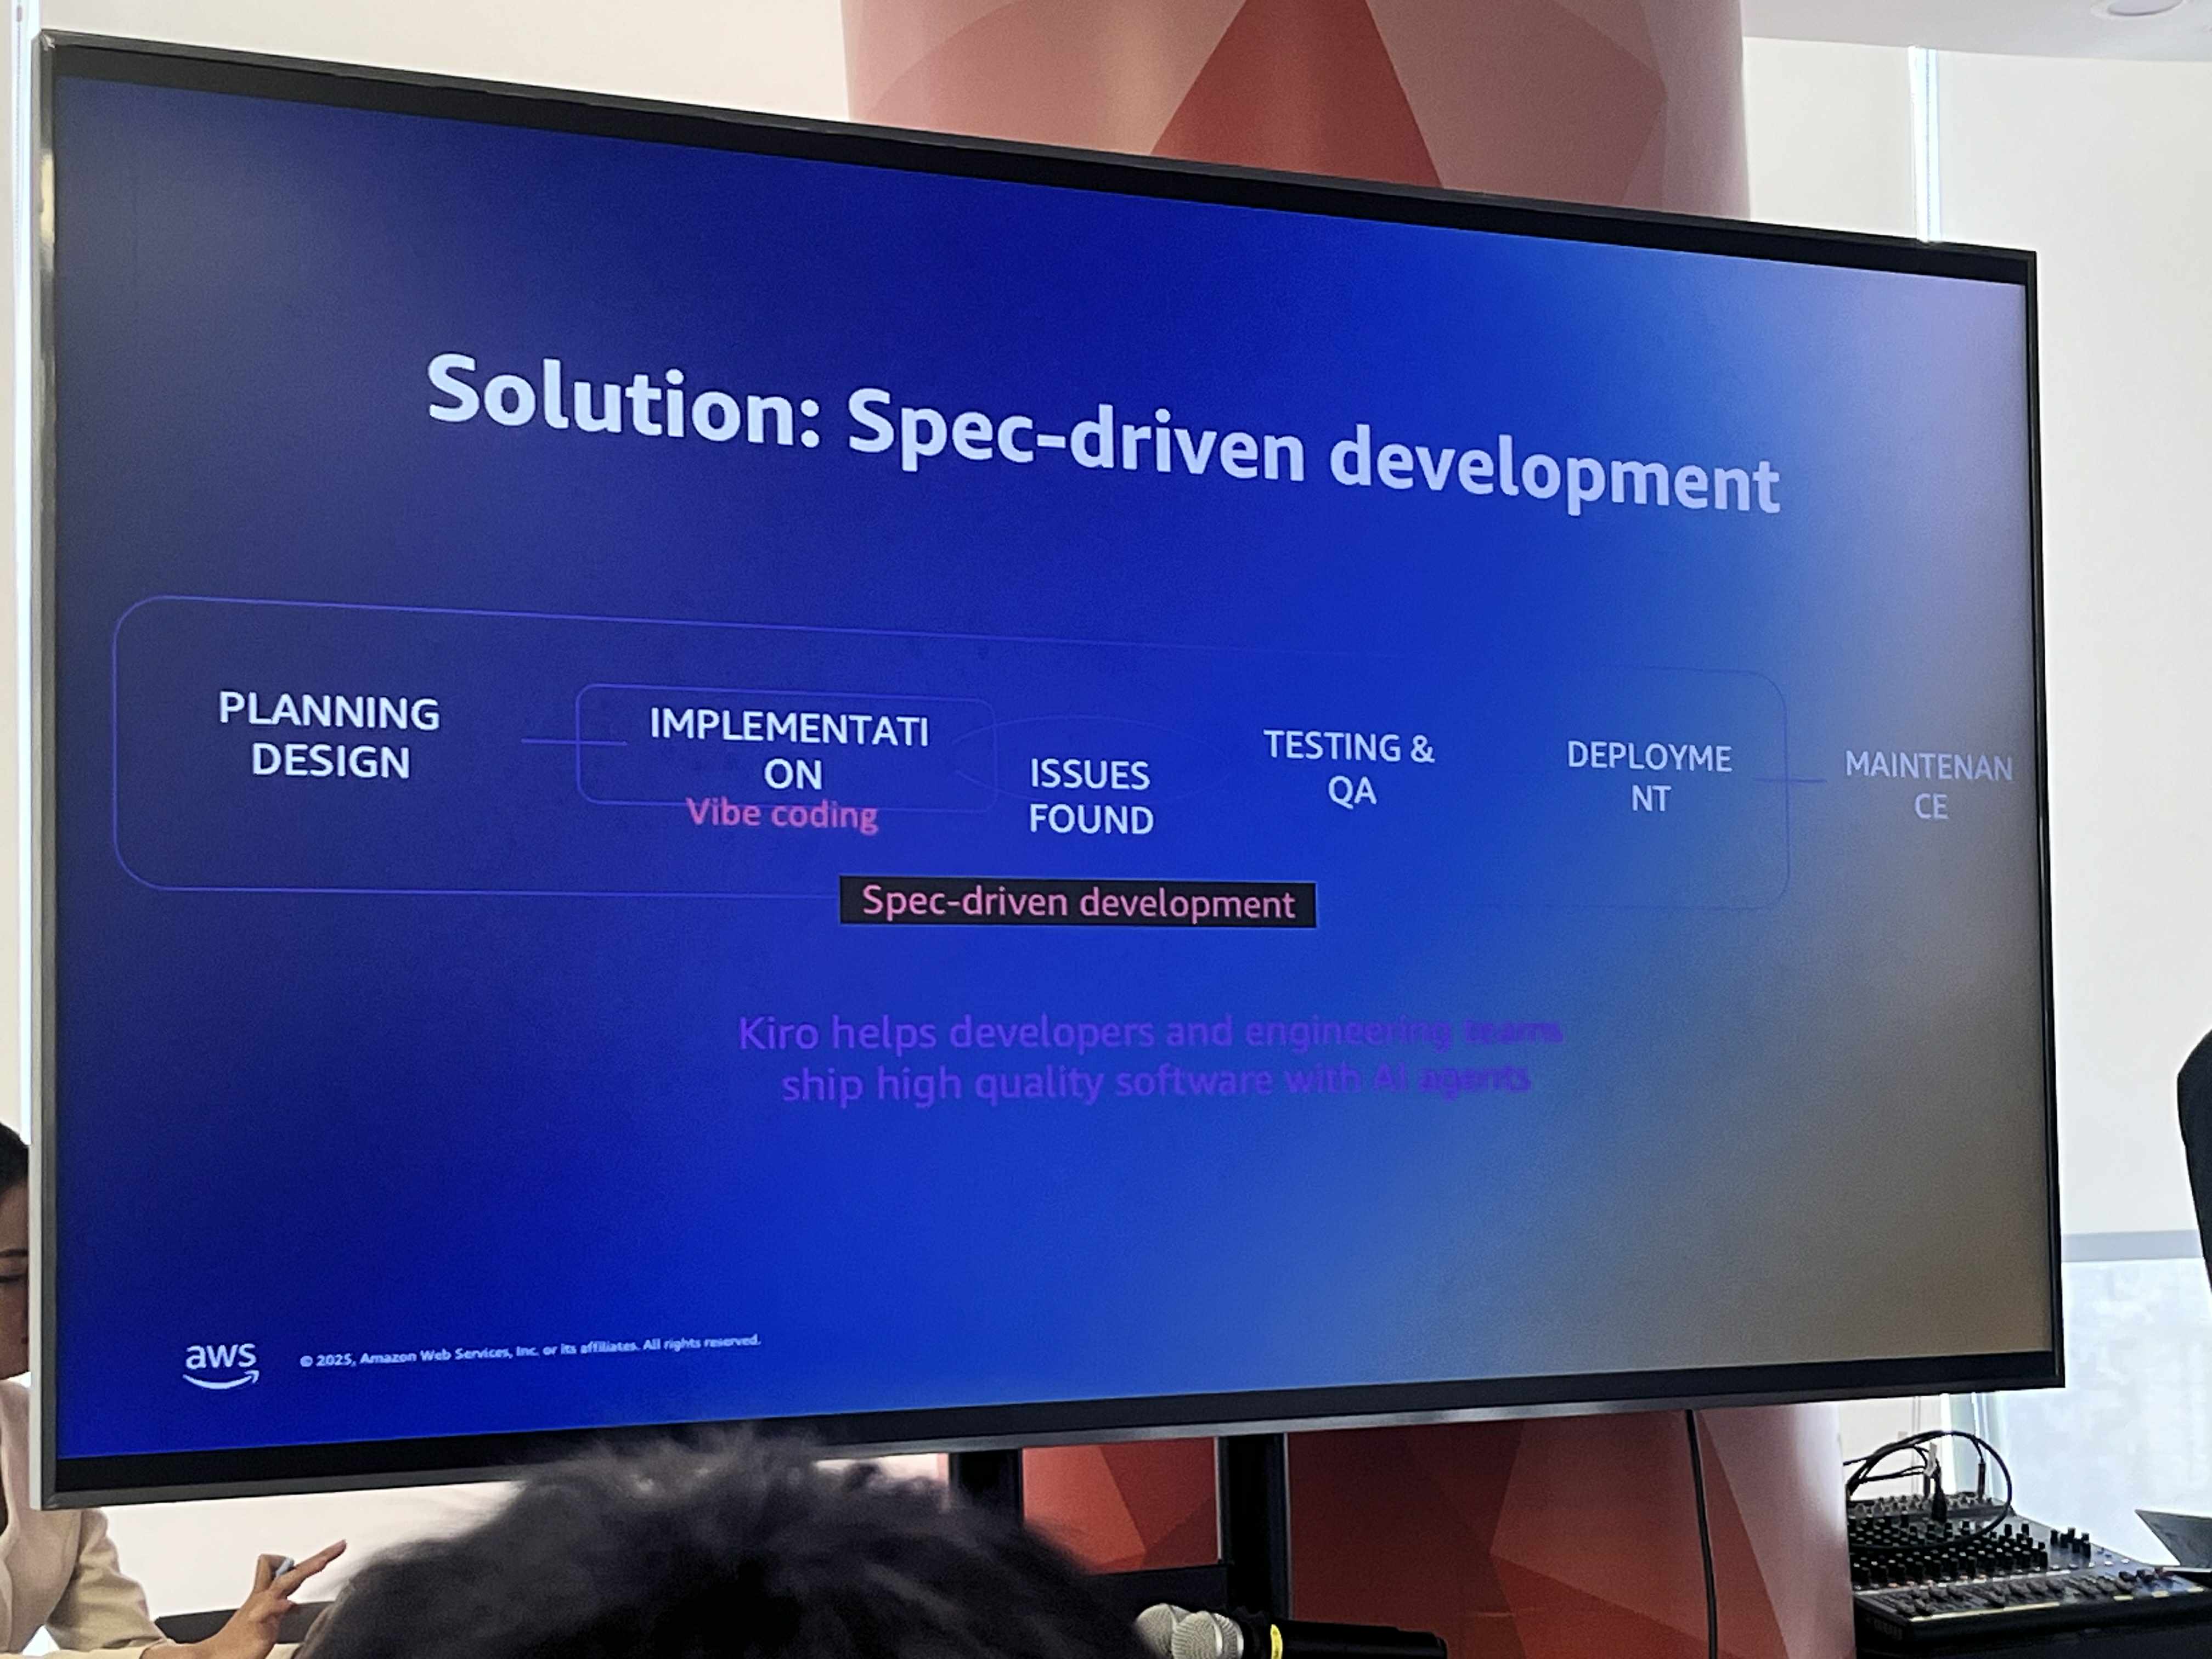 Solution: Spec-driven development
PLANNING
DESIGN
IMPLEMENTATI
ON
Vibe coding
ISSUES
FOUND
TESTING &
QA
DEPLOYME
NT
MAINTENAN
CE
Spec-driven development
Kiro helps developers and engineering teams
ship high quality software with AI agents
aws
© 2025, Amazon Web Services, Inc. or its affiliates. All rights reserved.